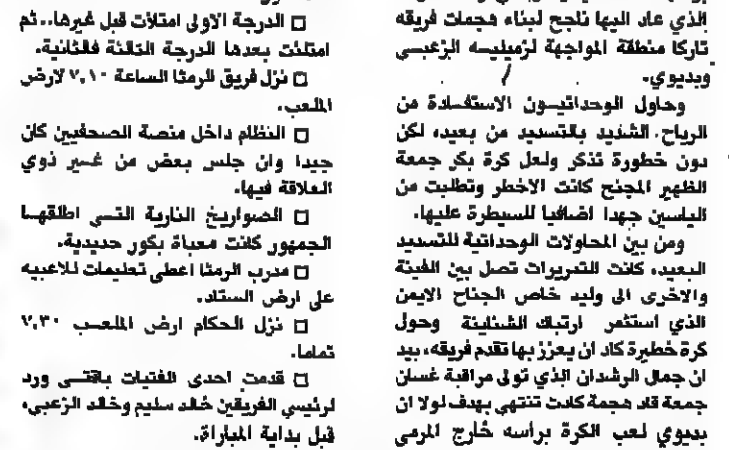 الذي عاد اليها ناجح لبناء هجمات فريقه
تاركا منطقة المواجهة لزميليه الزعبي
وبديوي.
وحاول الوحداتيون الاستفادة من
الرياح الشديد بالتسديد من بعيد، لكن
دون خطورة تذكر ولعل كرة بكر جمعة
الظهير المجنح كانت الاخطر وتطلبت من
الياسين جهدا اضافيا للسيطرة عليها.
ومن بين المحاولات الوحداتية للتسديد
البعيد، كانت التمريرات تصل بين الفينة
والاخرى الى وليد خاص الجناح الايمن
الذي استثمر ارتباك الشناينة وحول
كرة خطيرة كاد ان يعزز بها تقدم فريقه، بيد
ان جمال الرشدان الذي تولى مراقبة غسان
جمعة قاد هجمة كادت تنتهي بهدف لولا ان
بديوي لعب الكرة برأسه خارج المرمى
□ الدرجة الاولى امتلأت قبل غيرها.. ثم
امتلئت بعدها الدرجة الثالثة فالثانية.
□ نزل فريق الرمثا الساعة ٧,١٠ لارض
الملعب.
□ النظام داخل منصة الصحفيين كان
جيدا وان جلس بعض من غير ذوي
العلاقة فيها.
□ الصواريخ النارية التي اطلقها
الجمهور كانت معبأة بكور حديدية.
□ مدرب الرمثا اعطى تعليمات للاعبيه
على ارض الستاد.
□ نزل الحكام ارض الملعب ٧,٣٠
تماما.
□ قدمت احدى الفتيات باقتي ورد
لرئيسي الفريقين خالد سليم وخالد الزعبي،
قبل بداية المباراة.